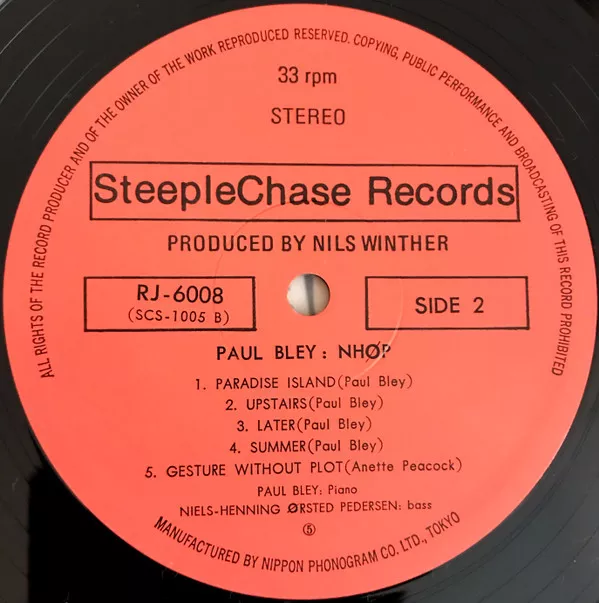 ALL RIGHTS OF THE RECORD PRODUCER AND OF THE OWNER OF THE WORK REPRODUCED RESERVED. COPYING, PUBLIC PERFORMANCE AND BROADCASTING OF THIS RECORD PROHIBITED
33 rpm
STEREO
SteepleChase Records
PRODUCED BY NILS WINTHER
RJ-6008
(SCS-1005 B)
SIDE 2
PAUL BLEY : NHØP
1. PARADISE ISLAND(Paul Bley)
2. UPSTAIRS(Paul Bley)
3. LATER(Paul Bley)
4. SUMMER(Paul Bley)
5. GESTURE WITHOUT PLOT(Anette Peacock)
PAUL BLEY: Piano
NIELS-HENNING ØRSTED PEDERSEN: bass
⑤
MANUFACTURED BY NIPPON PHONOGRAM CO. LTD., TOKYO